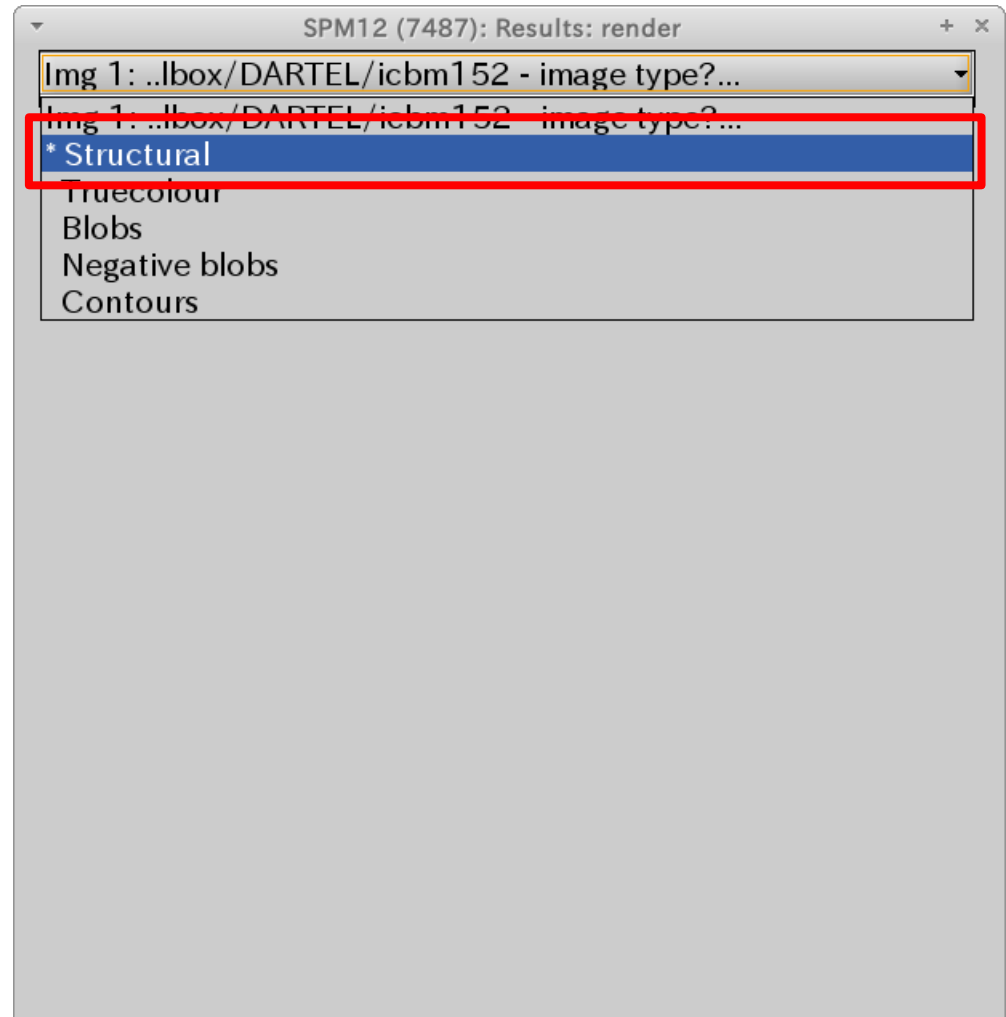 SPM12 (7487): Results: render
Img 1: ..lbox/DARTEL/icbm152 - image type?...
Img 1: ..lbox/DARTEL/icbm152 - image type?...
* Structural
Truecolour
Blobs
Negative blobs
Contours